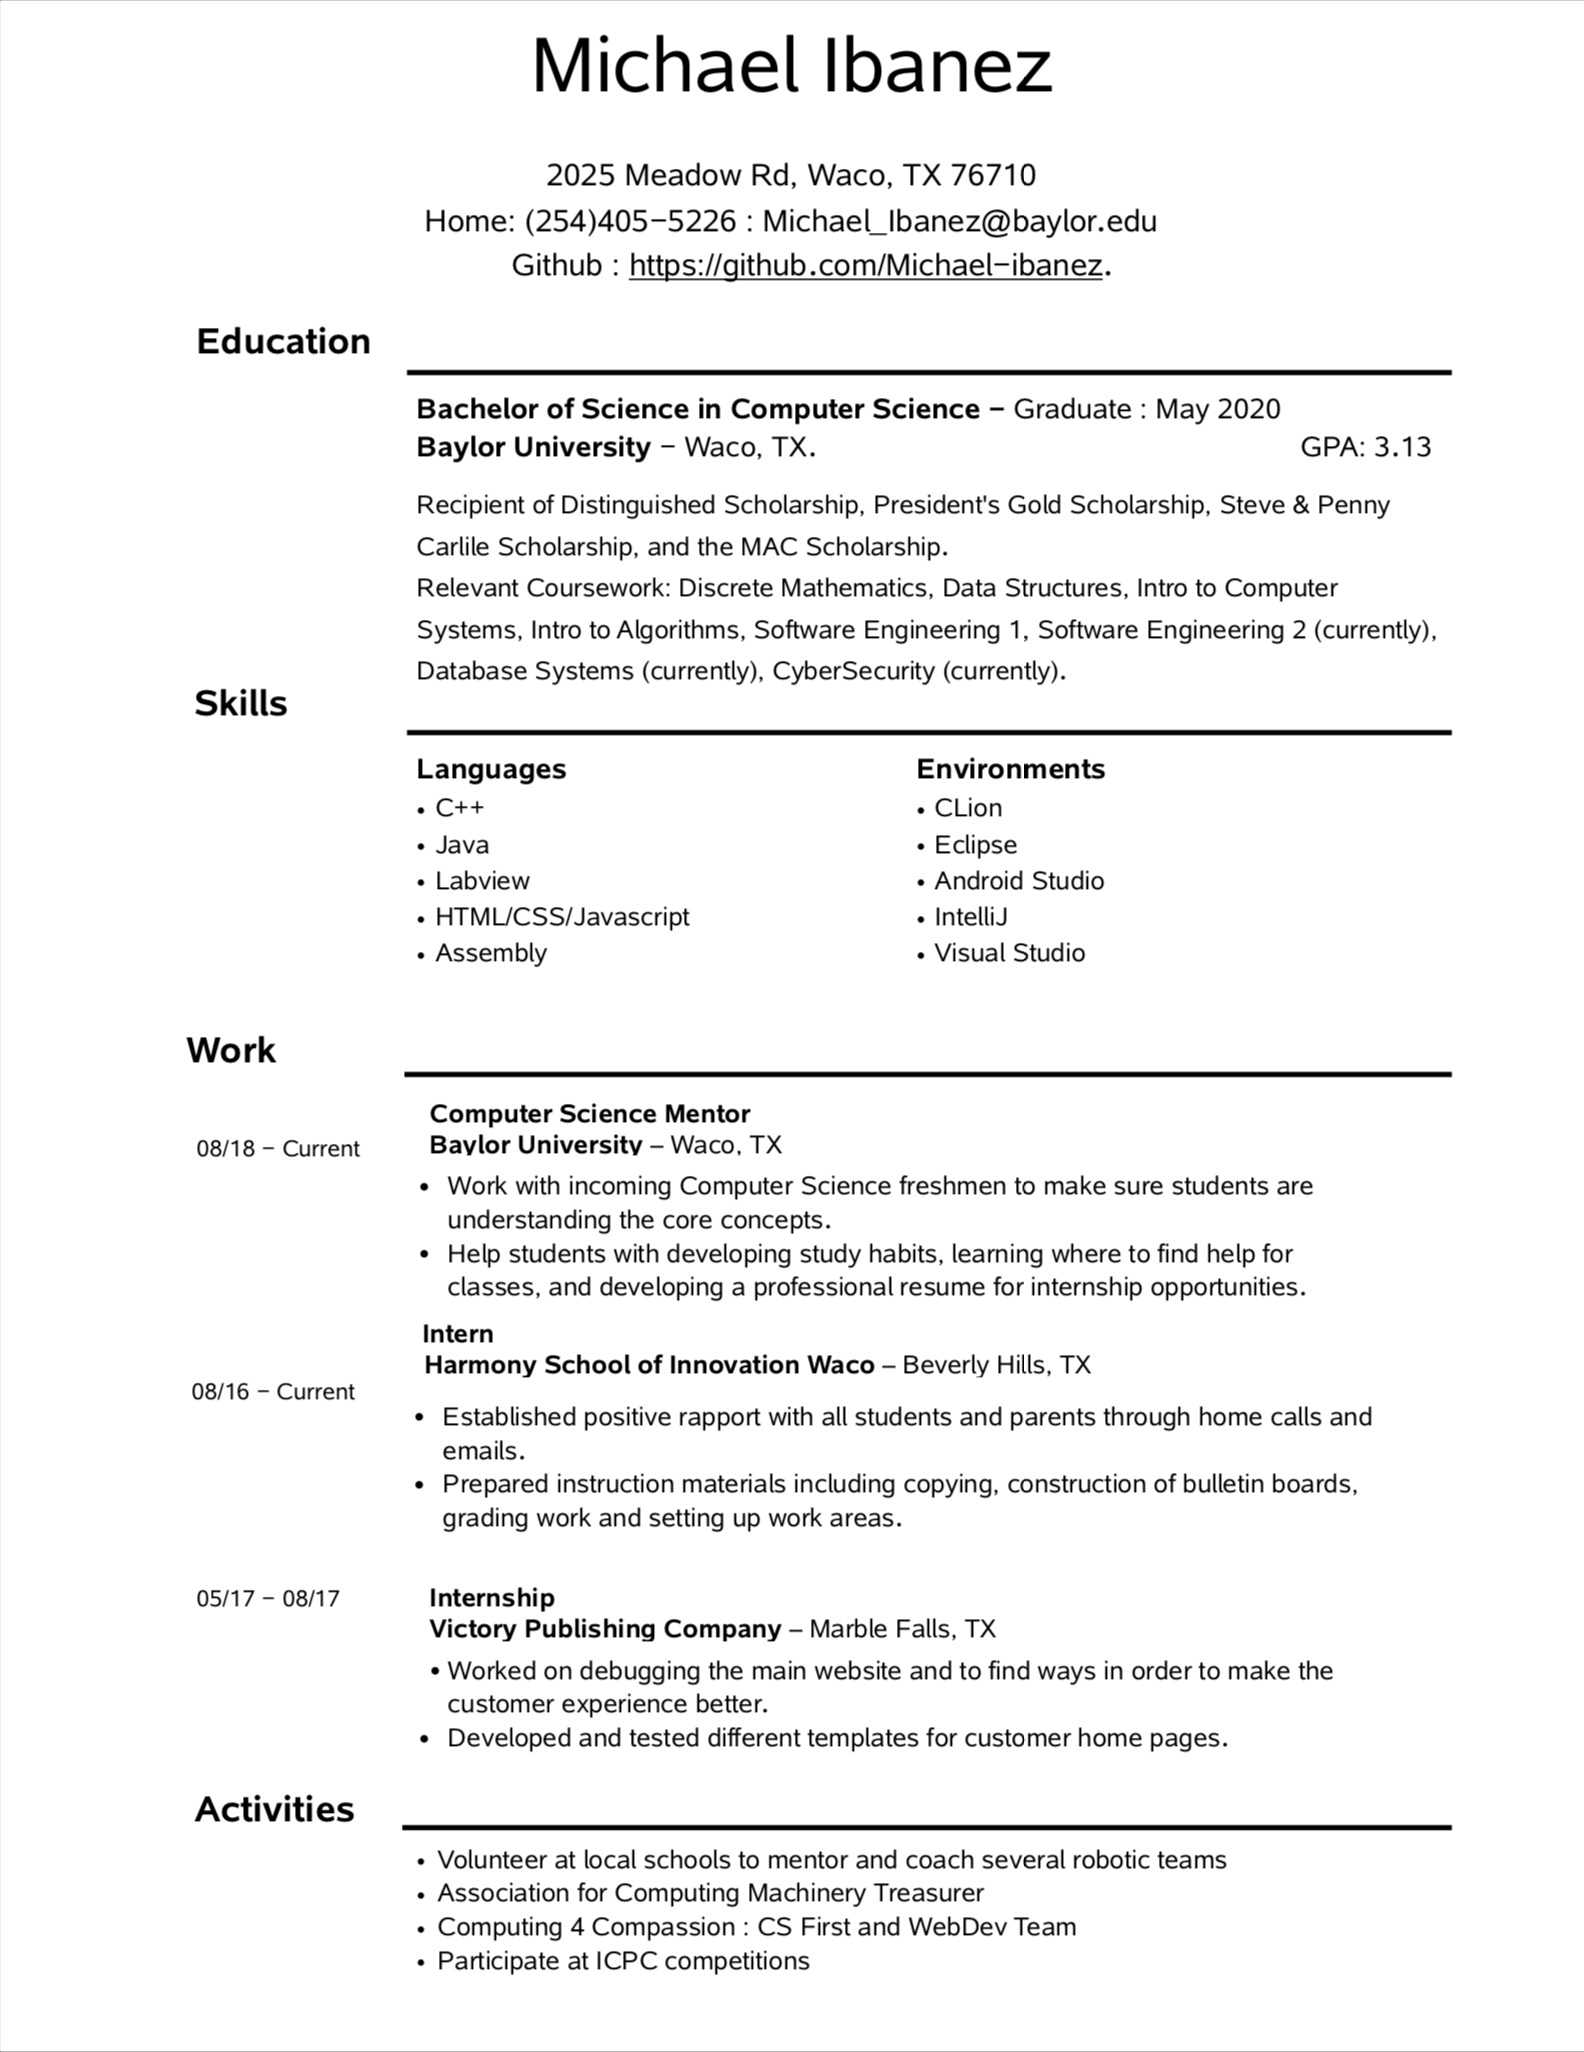 Michael Ibanez
2025 Meadow Rd, Waco, TX 76710
Home: (254)405-5226 : Michael_Ibanez@baylor.edu
Github : https://github.com/Michael-ibanez.
Education
Bachelor of Science in Computer Science – Graduate : May 2020
Baylor University – Waco, TX. GPA: 3.13
Recipient of Distinguished Scholarship, President's Gold Scholarship, Steve & Penny
Carlile Scholarship, and the MAC Scholarship.
Relevant Coursework: Discrete Mathematics, Data Structures, Intro to Computer
Systems, Intro to Algorithms, Software Engineering 1, Software Engineering 2 (currently),
Database Systems (currently), CyberSecurity (currently).
Skills
Languages
• C++
• Java
• Labview
• HTML/CSS/Javascript
• Assembly
Environments
• CLion
• Eclipse
• Android Studio
• IntelliJ
• Visual Studio
Work
08/18 – Current
Computer Science Mentor
Baylor University – Waco, TX
• Work with incoming Computer Science freshmen to make sure students are
understanding the core concepts.
• Help students with developing study habits, learning where to find help for
classes, and developing a professional resume for internship opportunities.
08/16 – Current
Intern
Harmony School of Innovation Waco – Beverly Hills, TX
• Established positive rapport with all students and parents through home calls and
emails.
• Prepared instruction materials including copying, construction of bulletin boards,
grading work and setting up work areas.
05/17 – 08/17
Internship
Victory Publishing Company – Marble Falls, TX
• Worked on debugging the main website and to find ways in order to make the
customer experience better.
• Developed and tested different templates for customer home pages.
Activities
• Volunteer at local schools to mentor and coach several robotic teams
• Association for Computing Machinery Treasurer
• Computing 4 Compassion : CS First and WebDev Team
• Participate at ICPC competitions